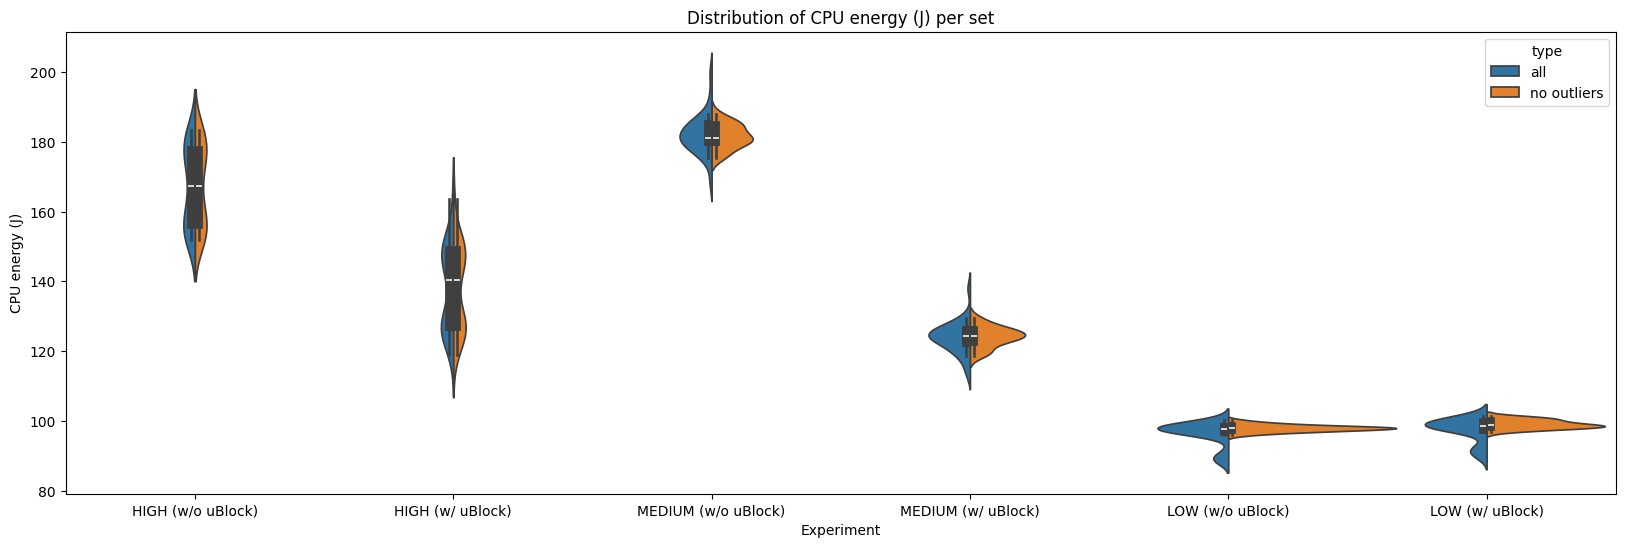 Distribution of CPU energy (J) per set
type
all
no outliers
CPU energy (J)
200
180
160
140
120
100
80
HIGH (w/o uBlock)
HIGH (w/ uBlock)
MEDIUM (w/o uBlock)
MEDIUM (w/ uBlock)
LOW (w/o uBlock)
LOW (w/ uBlock)
Experiment